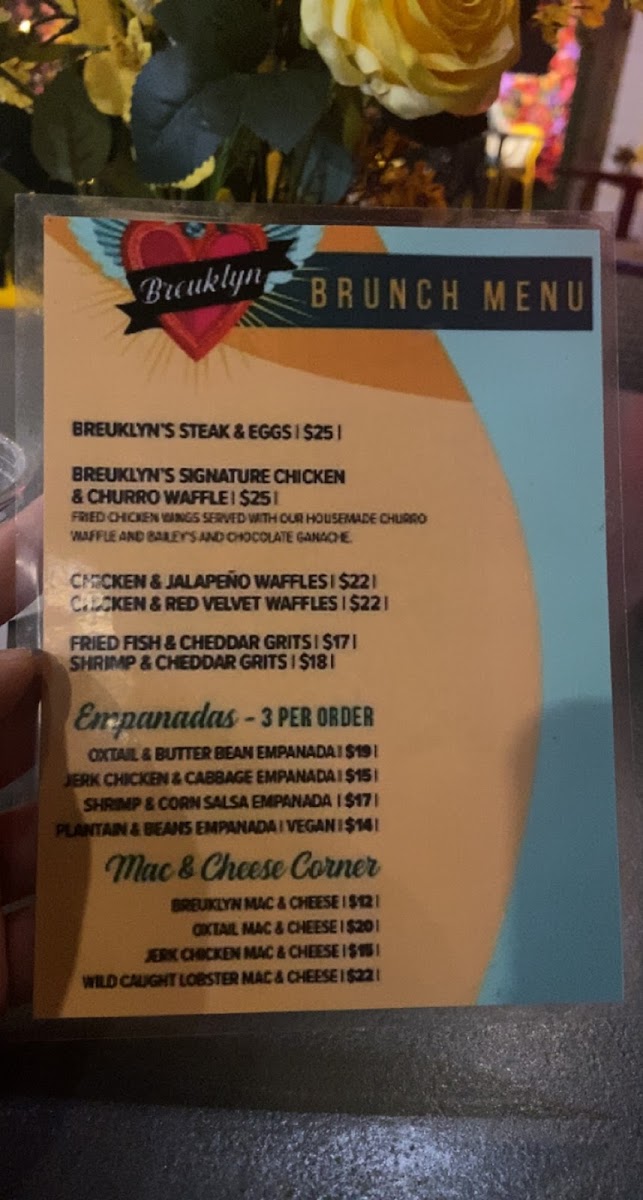 Breuklyn
BRUNCH MENU
BREUKLYN'S STEAK & EGGS | $25 |
BREUKLYN'S SIGNATURE CHICKEN
& CHURRO WAFFLE | $25 |
FRIED CHICKEN WINGS SERVED WITH OUR HOUSEMADE CHURRO
WAFFLE AND BAILEY'S AND CHOCOLATE GANACHE.
CHICKEN & JALAPEÑO WAFFLES | $22 |
CHICKEN & RED VELVET WAFFLES | $22 |
FRIED FISH & CHEDDAR GRITS | $17 |
SHRIMP & CHEDDAR GRITS | $18 |
Empanadas - 3 PER ORDER
OXTAIL & BUTTER BEAN EMPANADA | $19 |
JERK CHICKEN & CABBAGE EMPANADA | $15 |
SHRIMP & CORN SALSA EMPANADA | $17 |
PLANTAIN & BEANS EMPANADA | VEGAN | $14 |
Mac & Cheese Corner
BREUKLYN MAC & CHEESE | $12 |
OXTAIL MAC & CHEESE | $20 |
JERK CHICKEN MAC & CHEESE | $15 |
WILD CAUGHT LOBSTER MAC & CHEESE | $22 |